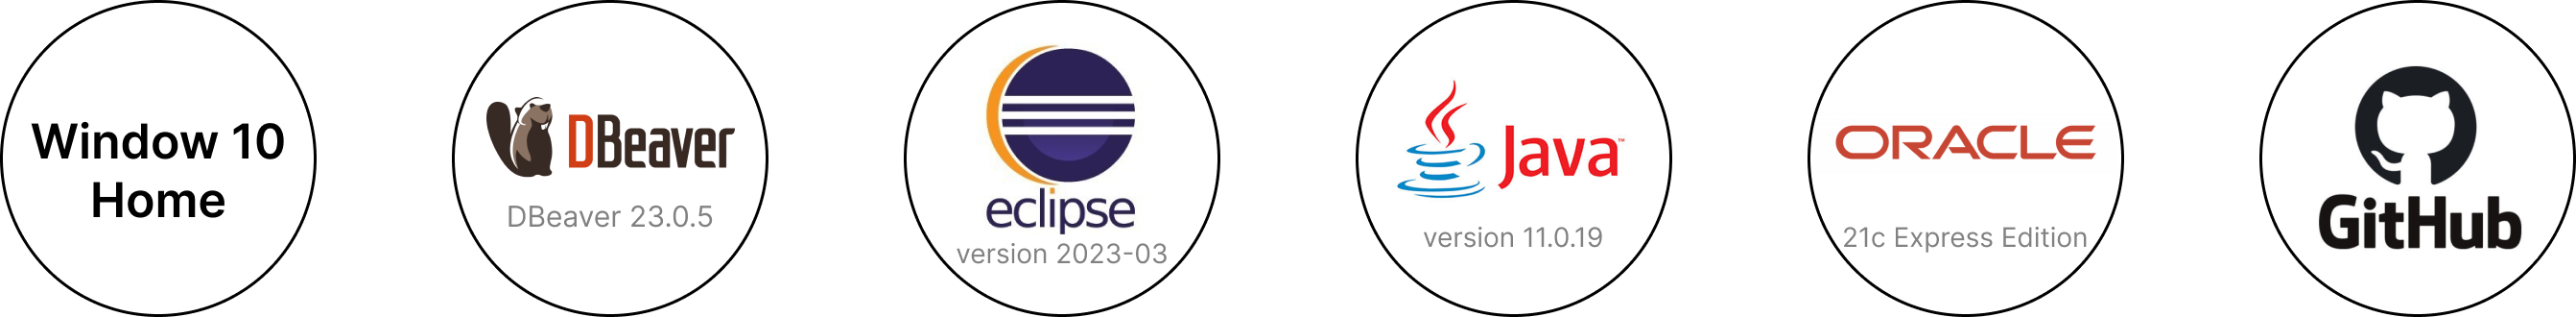 Window 10
Home
DBeaver
DBeaver 23.0.5
eclipse
version 2023-03
Java™
version 11.0.19
ORACLE
21c Express Edition
GitHub